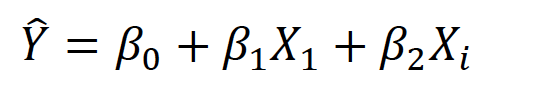 Ŷ = β₀ + β₁X₁ + β₂Xᵢ